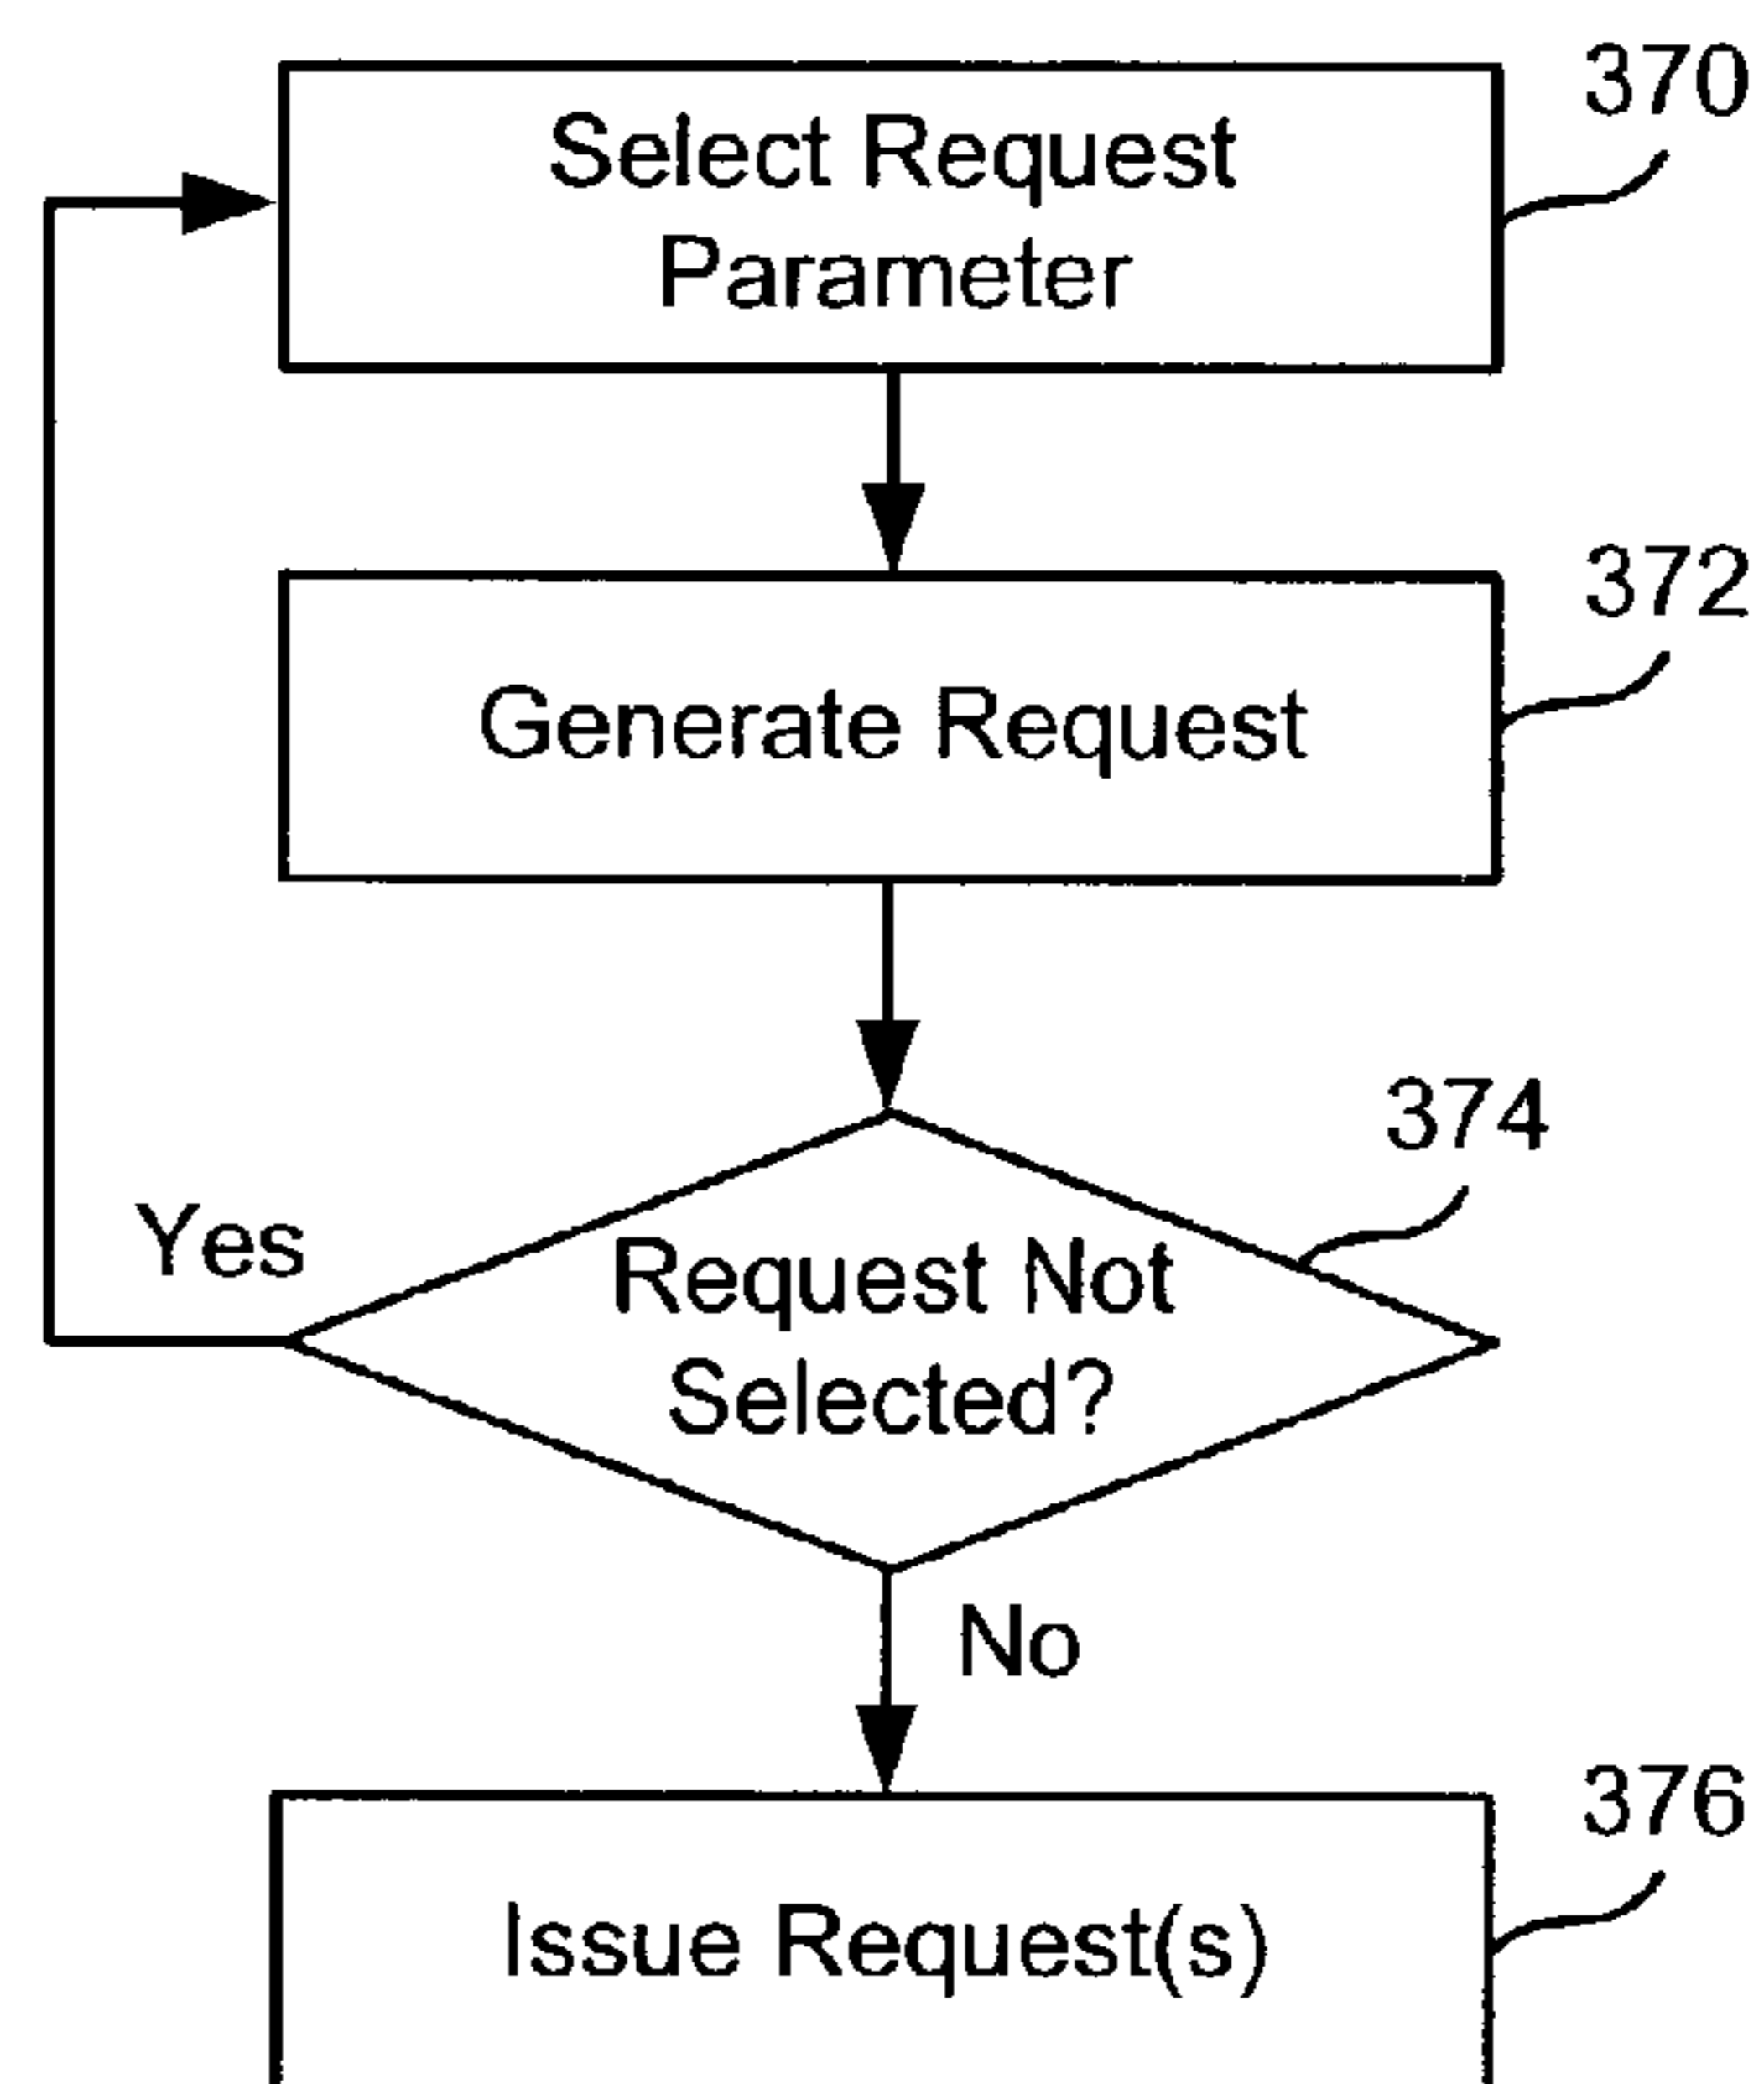 370
Select Request
Parameter
372
Generate Request
374
Yes
Request Not
Selected?
No
376
Issue Request(s)